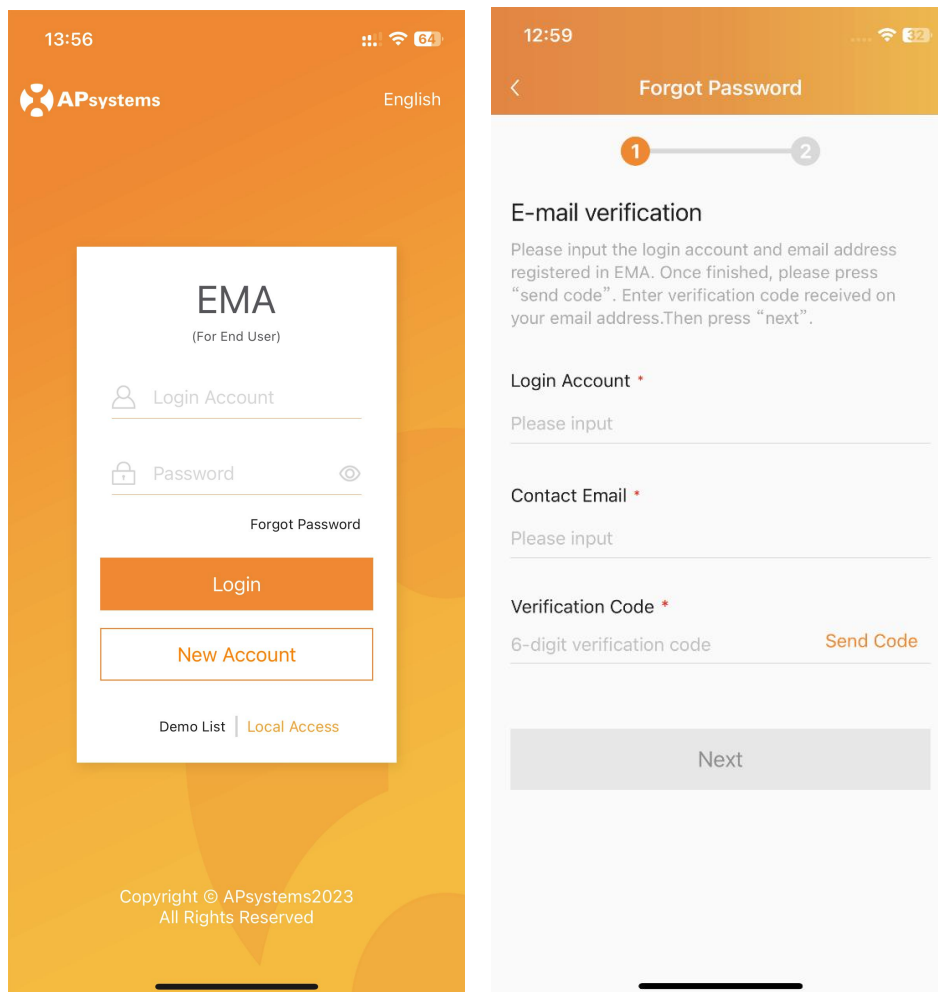 13:56
64
APsystems
English
EMA
(For End User)
Login Account
Password
Forgot Password
Login
New Account
Demo List
Local Access
Copyright © APsystems2023
All Rights Reserved
12:59
32
Forgot Password
1
2
E-mail verification
Please input the login account and email address
registered in EMA. Once finished, please press
“send code”. Enter verification code received on
your email address.Then press “next”.
Login Account *
Please input
Contact Email *
Please input
Verification Code *
6-digit verification code
Send Code
Next